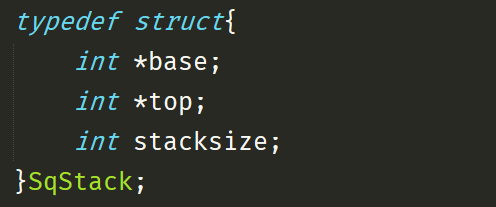 typedef struct{
    int *base;
    int *top;
    int stacksize;
}SqStack;